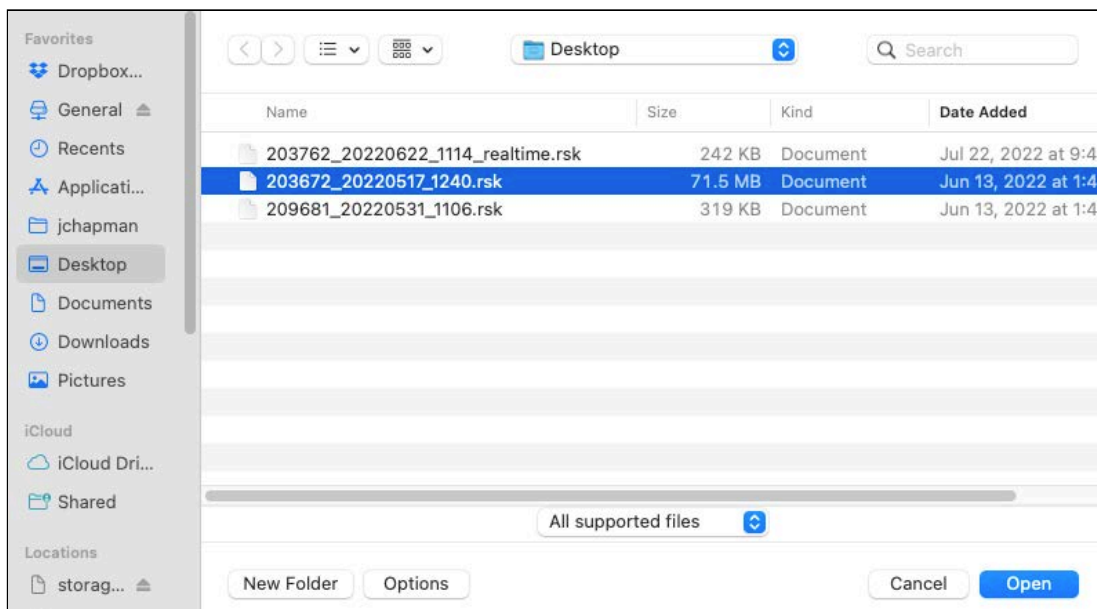 Favorites
Dropbox...
General
Recents
Applicati...
jchapman
Desktop
Documents
Downloads
Pictures
iCloud
iCloud Dri...
Shared
Locations
storag...
Desktop
Search
Name Size Kind Date Added
203762_20220622_1114_realtime.rsk 242 KB Document Jul 22, 2022 at 9:4
203672_20220517_1240.rsk 71.5 MB Document Jun 13, 2022 at 1:4
209681_20220531_1106.rsk 319 KB Document Jun 13, 2022 at 1:4
All supported files
New Folder Options Cancel Open